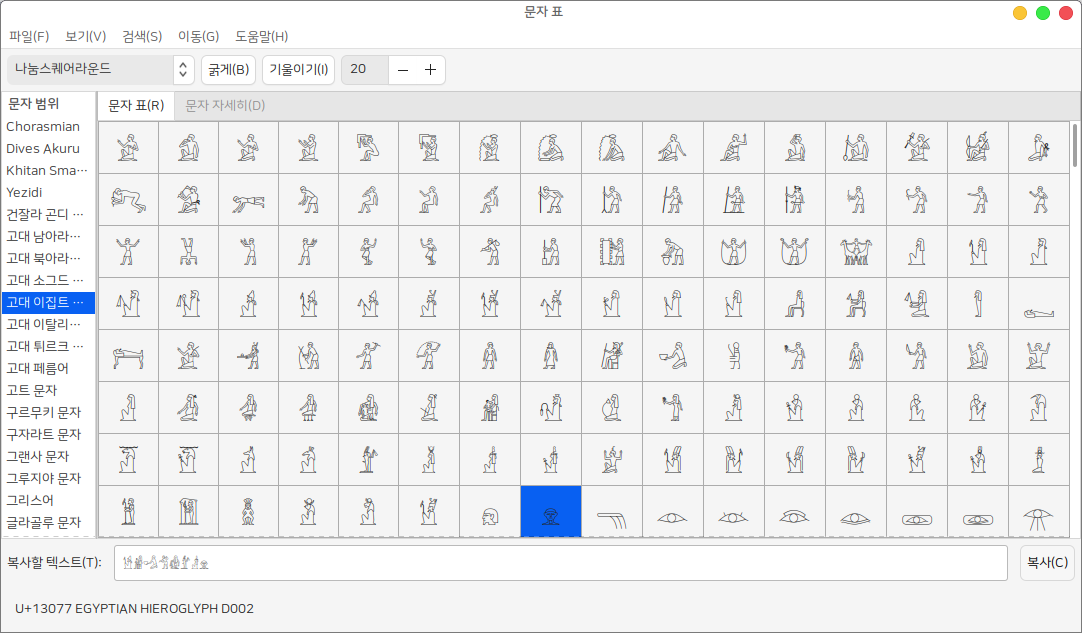 문자 표
파일(F) 보기(V) 검색(S) 이동(G) 도움말(H)
나눔스퀘어라운드 굵게(B) 기울이기(I) 20 − +
문자 범위
Chorasmian
Dives Akuru
Khitan Sma…
Yezidi
건잘라 곤디 …
고대 남아라…
고대 북아라…
고대 소그드 …
고대 이집트 …
고대 이탈리…
고대 튀르크 …
고대 페름어
고트 문자
구르무키 문자
구자라트 문자
그랜사 문자
그루지야 문자
그리스어
글라골루 문자
문자 표(R) 문자 자세히(D)
𓀀 𓀁 𓀂 𓀃 𓀄 𓀅 𓀆 𓀇 𓀈 𓀉 𓀊 𓀋 𓀌 𓀍 𓀎 𓀏
𓀐 𓀑 𓀒 𓀓 𓀔 𓀕 𓀖 𓀗 𓀘 𓀙 𓀚 𓀛 𓀜 𓀝 𓀞 𓀟
𓀠 𓀡 𓀢 𓀣 𓀤 𓀥 𓀦 𓀧 𓀨 𓀩 𓀪 𓀫 𓀬 𓀭 𓀮 𓀯
𓀰 𓀱 𓀲 𓀳 𓀴 𓀵 𓀶 𓀷 𓀸 𓀹 𓀺 𓀻 𓀼 𓀽 𓀾 𓀿
𓁀 𓁁 𓁂 𓁃 𓁄 𓁅 𓁆 𓁇 𓁈 𓁉 𓁊 𓁋 𓁌 𓁍 𓁎 𓁏
𓁐 𓁑 𓁒 𓁓 𓁔 𓁕 𓁖 𓁗 𓁘 𓁙 𓁚 𓁛 𓁜 𓁝 𓁞 𓁟
𓁠 𓁡 𓁢 𓁣 𓁤 𓁥 𓁦 𓁧 𓁨 𓁩 𓁪 𓁫 𓁬 𓁭 𓁮 𓁯
𓁰 𓁱 𓁲 𓁳 𓁴 𓁵 𓁶 𓁷 𓁸 𓁹 𓁺 𓁻 𓁼 𓁽 𓁾 𓁿
복사할 텍스트(T): 복사(C)
U+13077 EGYPTIAN HIEROGLYPH D002